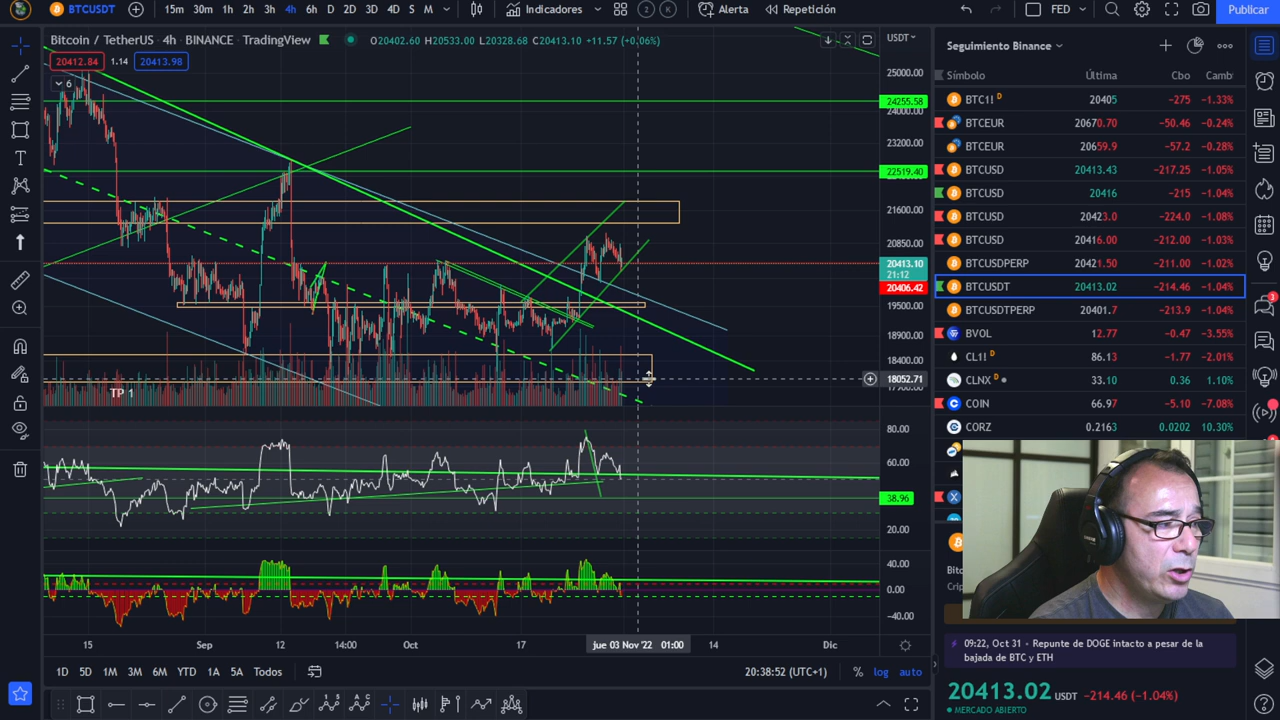 BTCUSDT 15m 30m 1h 2h 3h 4h 6h D 2D 3D 4D S M Indicadores 2 Alerta Repetición FED Publicar
Bitcoin / TetherUS · 4h · BINANCE · TradingView O20402.60 H20533.00 L20328.68 C20413.10 +11.57 (+0.06%)
USDT
20412.84 1.14 20413.98
6
25000.00
24255.58
24000.00
23200.00
22519.40
21600.00
20850.00
20413.10
21:12
20406.42
19500.00
18900.00
18400.00
18052.71
TP 1
80.00
60.00
38.96
20.00
40.00
0.00
−40.00
15 Sep 12 14:00 Oct 17 jue 03 Nov '22 01:00 14 Dic
1D 5D 1M 3M 6M YTD 1A 5A Todos 20:38:52 (UTC+1) % log auto
Seguimiento Binance
Símbolo Última Cbo Camb
BTC1! D 20405 −275 −1.33%
BTCEUR 20670.70 −50.46 −0.24%
BTCEUR 20659.9 −57.2 −0.28%
BTCUSD 20413.43 −217.25 −1.05%
BTCUSD 20416 −215 −1.04%
BTCUSD 20423.0 −224.0 −1.08%
BTCUSD 20416.00 −212.00 −1.03%
BTCUSDPERP 20421.50 −211.00 −1.02%
BTCUSDT 20413.02 −214.46 −1.04%
BTCUSDTPERP 20401.7 −213.9 −1.04%
BVOL 12.77 −0.47 −3.55%
CL1! D 86.13 −1.77 −2.01%
CLNX D 33.10 0.36 1.10%
COIN 66.97 −5.10 −7.08%
CORZ 0.2163 0.0202 10.30%
09:22, Oct 31 · Repunte de DOGE intacto a pesar de la
bajada de BTC y ETH
20413.02 USDT −214.46 (−1.04%)
MERCADO ABIERTO